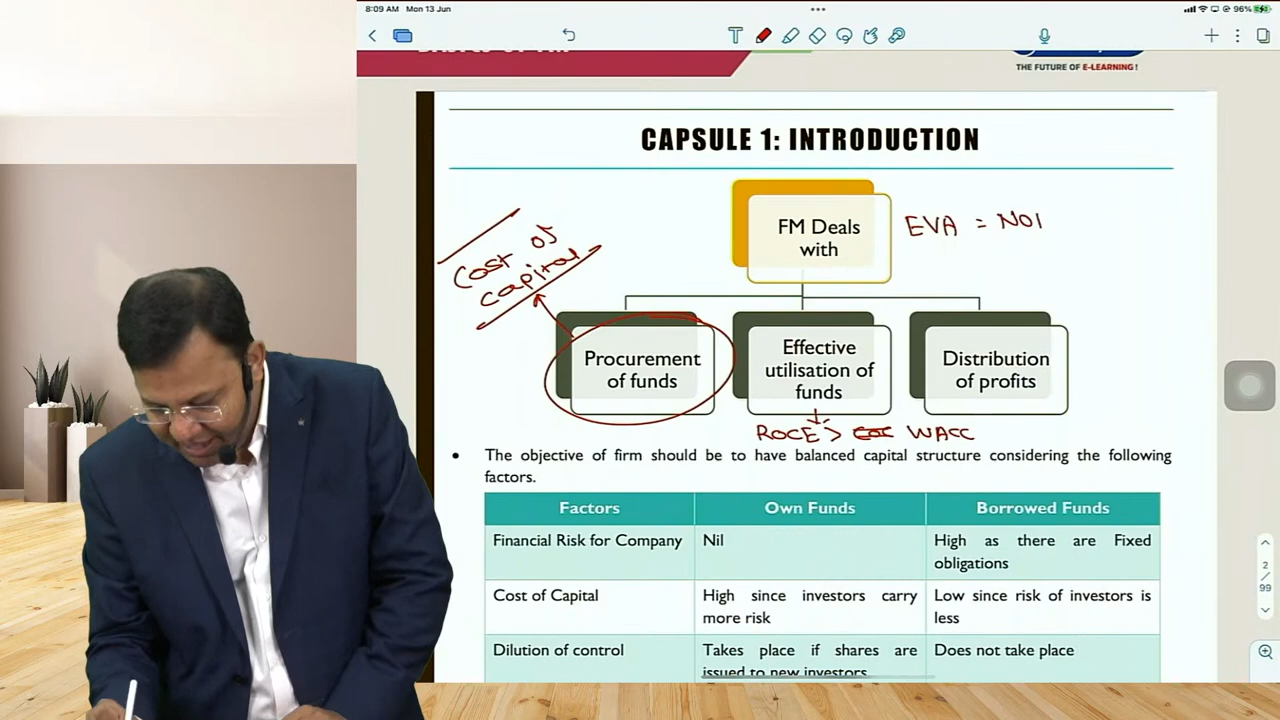 8:09 AM Mon 13 Jun
96%
THE FUTURE OF E-LEARNING!
CAPSULE 1: INTRODUCTION
FM Deals
with
EVA = NOI
Cost of
capital
Procurement
of funds
Effective
utilisation of
funds
Distribution
of profits
ROCE > COC WACC
• The objective of firm should be to have balanced capital structure considering the following
factors.
Factors Own Funds Borrowed Funds
Financial Risk for Company Nil High as there are Fixed
obligations
Cost of Capital High since investors carry
more risk Low since risk of investors is
less
Dilution of control Takes place if shares are
issued to new investors Does not take place
2
/
99